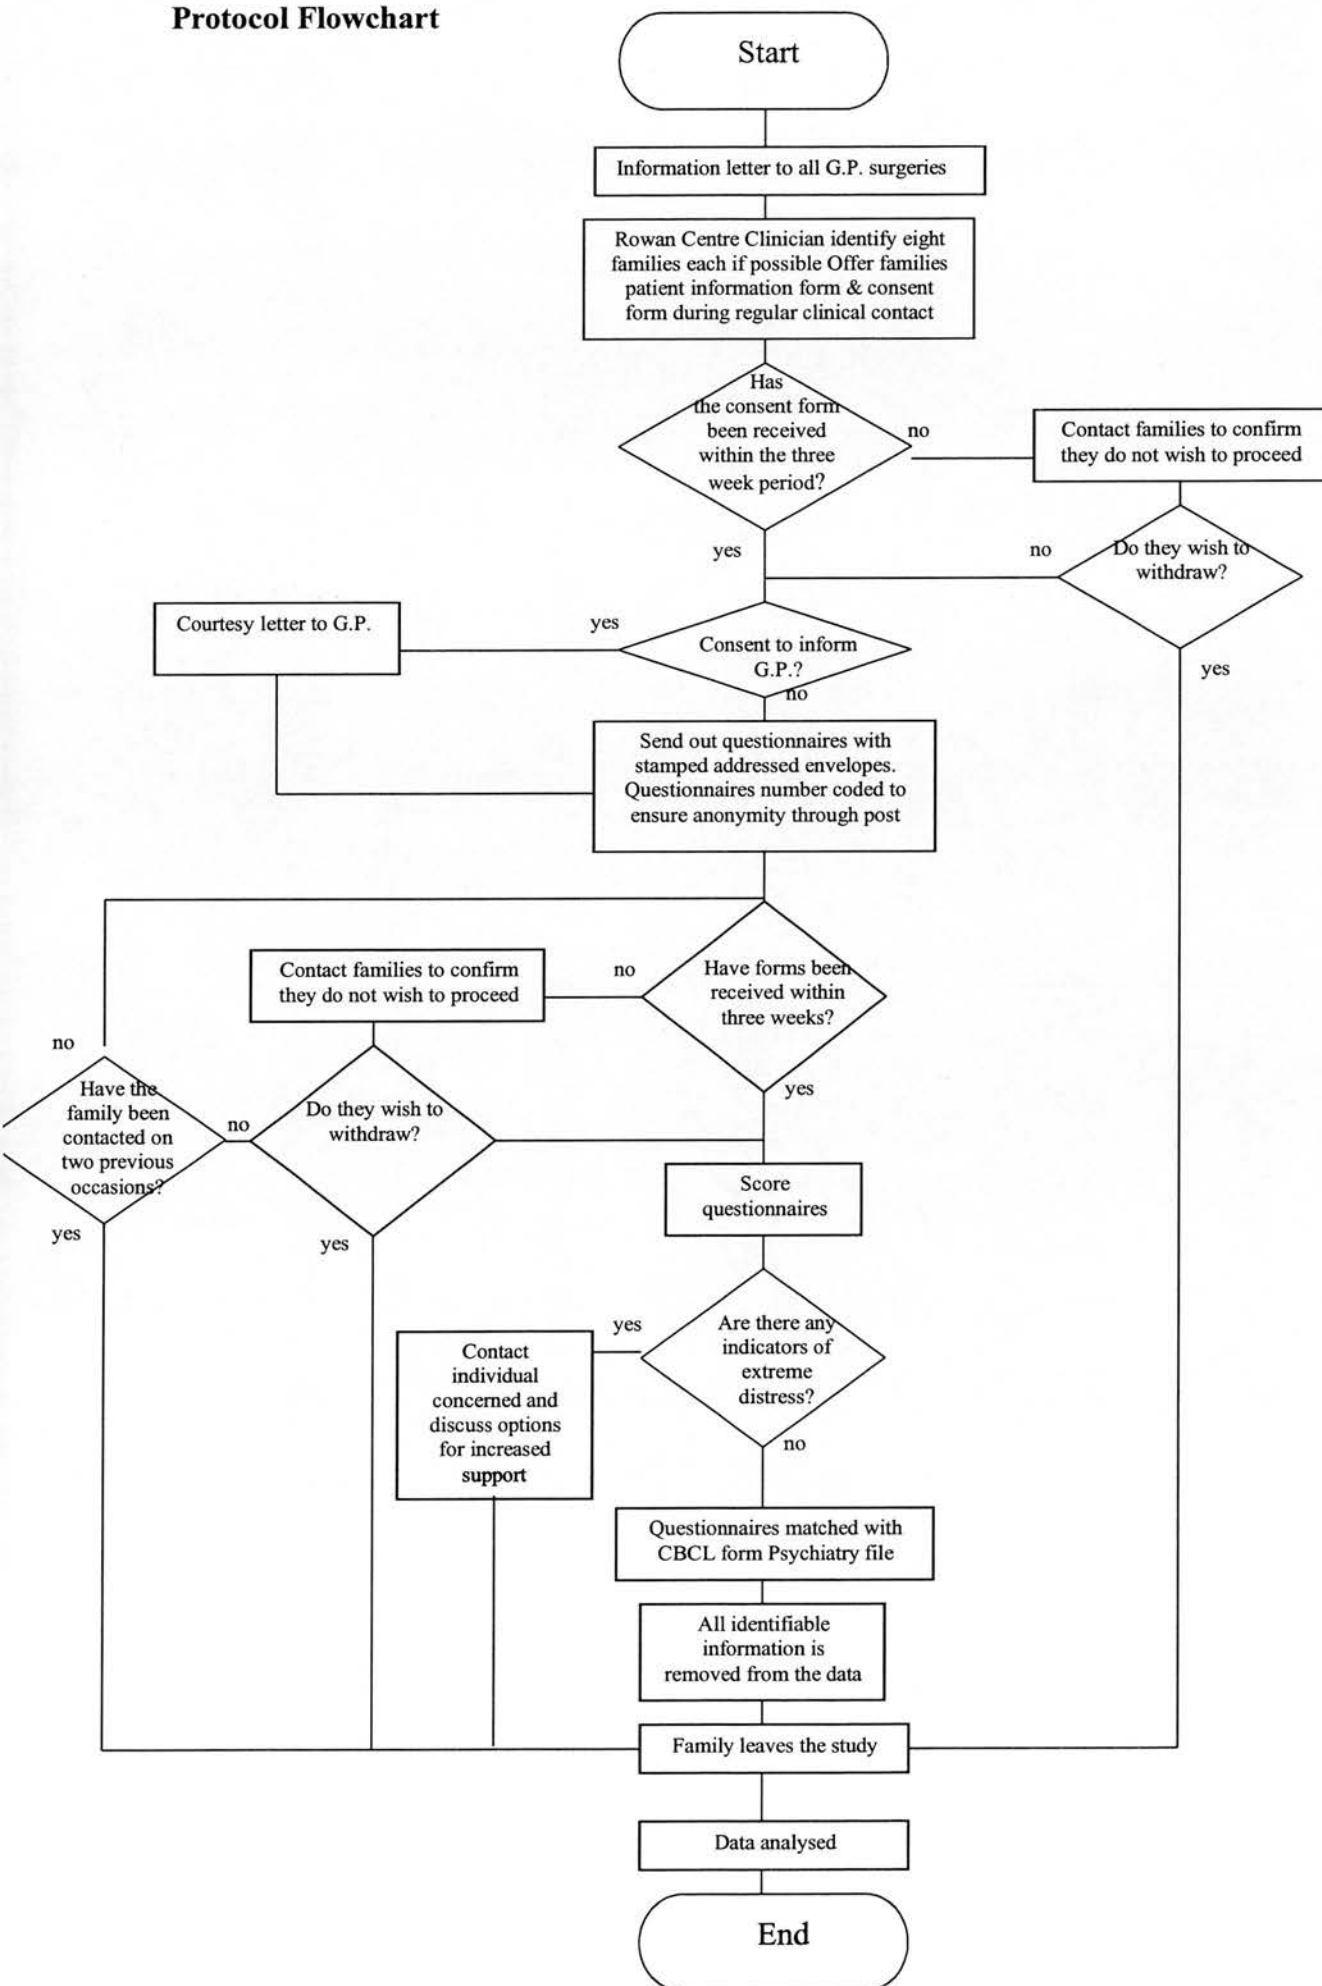 Protocol Flowchart
Start
Information letter to all G.P. surgeries
Rowan Centre Clinician identify eight
families each if possible Offer families
patient information form & consent
form during regular clinical contact
Has
the consent form
been received
within the three
week period?
no
Contact families to confirm
they do not wish to proceed
yes
no
Do they wish to
withdraw?
yes
Courtesy letter to G.P.
yes
Consent to inform
G.P.?
no
Send out questionnaires with
stamped addressed envelopes.
Questionnaires number coded to
ensure anonymity through post
Contact families to confirm
they do not wish to proceed
no
Have forms been
received within
three weeks?
yes
no
Have the
family been
contacted on
two previous
occasions?
no
Do they wish to
withdraw?
yes
yes
Score
questionnaires
Are there any
indicators of
extreme
distress?
yes
Contact
individual
concerned and
discuss options
for increased
support
no
Questionnaires matched with
CBCL form Psychiatry file
All identifiable
information is
removed from the data
Family leaves the study
Data analysed
End